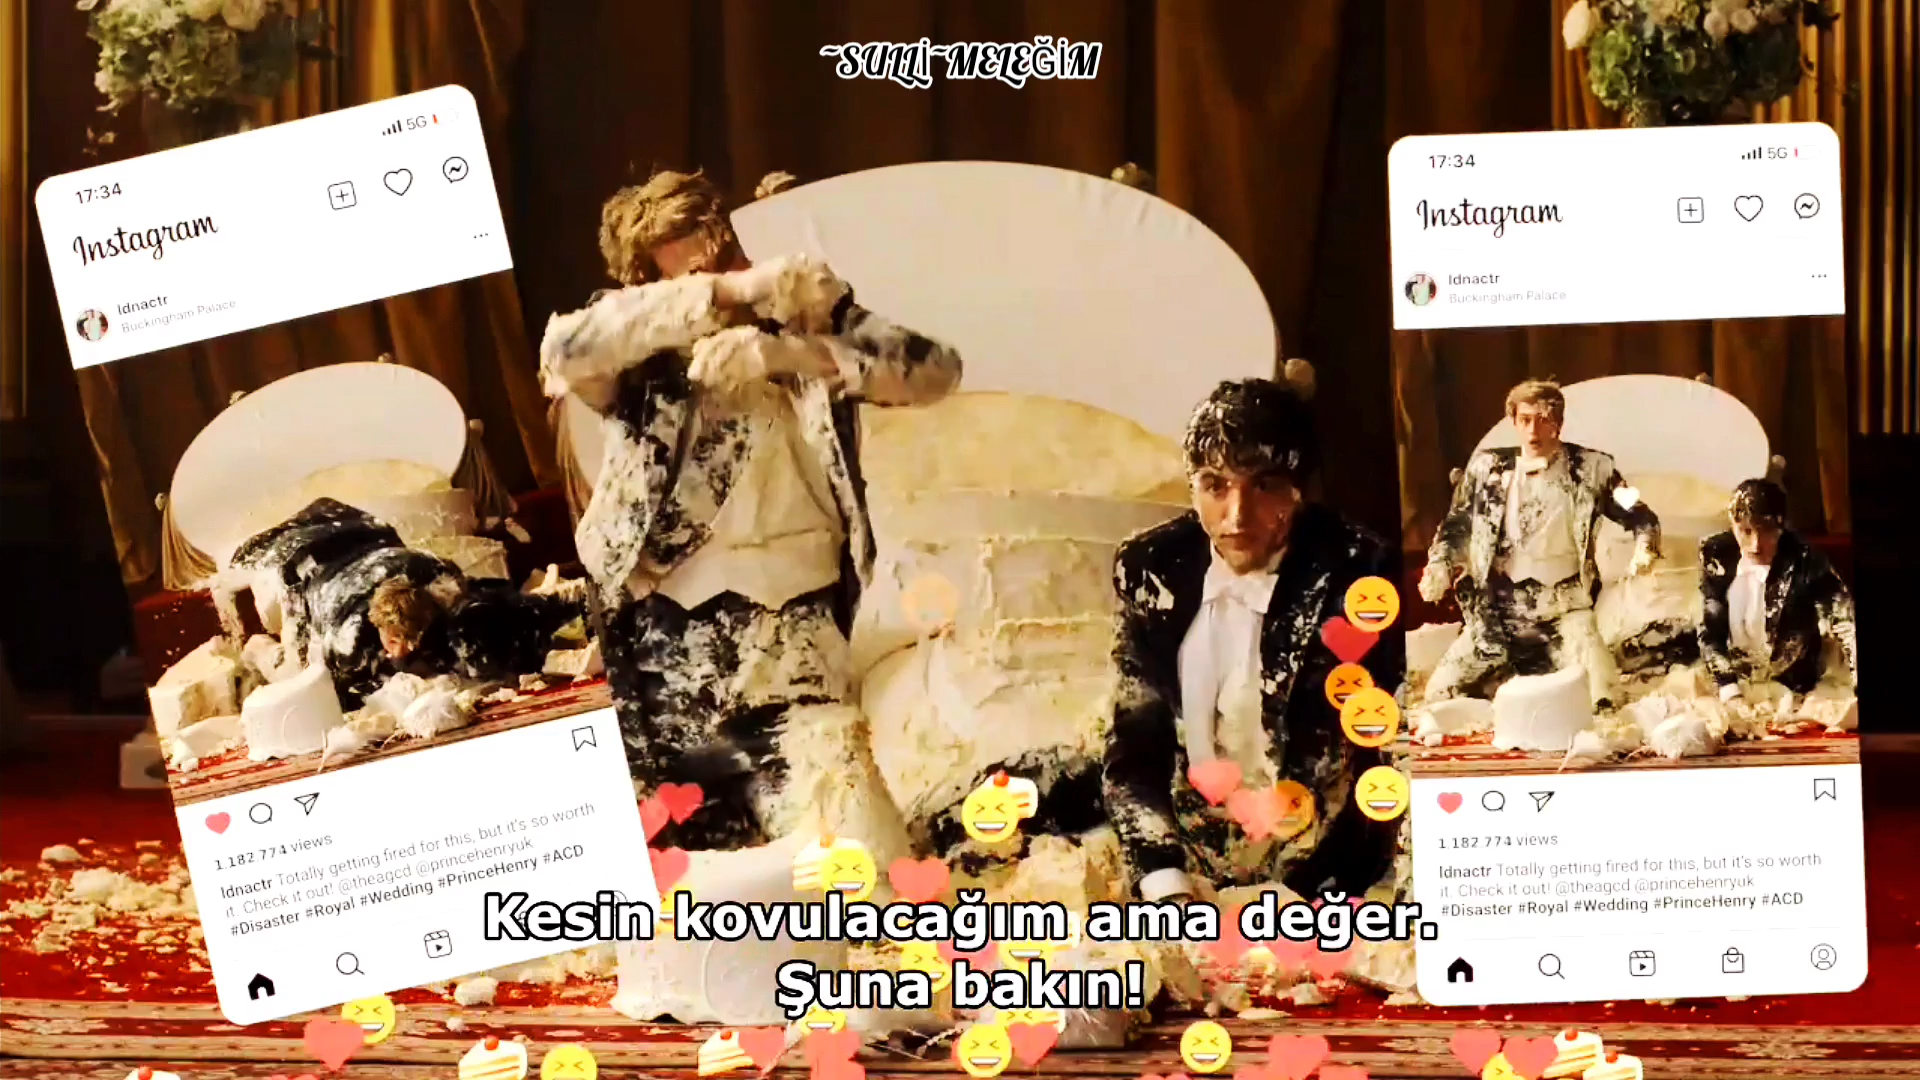 ~SULLİ~MELEĞİM
17:34
5G
Instagram
ldnactr
Buckingham Palace
1.182.774 views
ldnactr Totally getting fired for this, but it's so worth
it. Check it out! @theagcd @princehenryuk
#Disaster #Royal #Wedding #PrinceHenry #ACD
17:34
5G
Instagram
ldnactr
Buckingham Palace
1.182.774 views
ldnactr Totally getting fired for this, but it's so worth
it. Check it out! @theagcd @princehenryuk
#Disaster #Royal #Wedding #PrinceHenry #ACD
Kesin kovulacağım ama değer.
Şuna bakın!